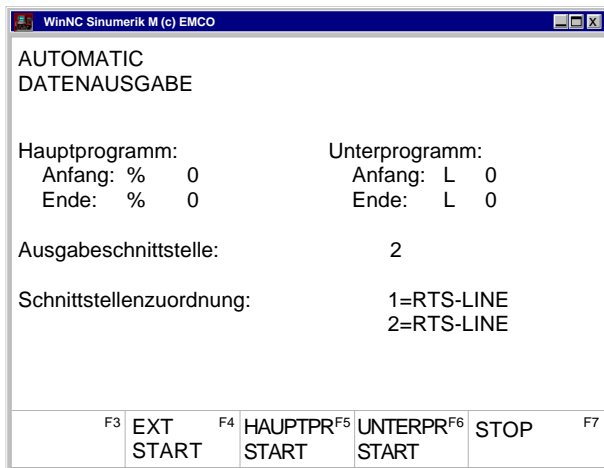 WinNC Sinumerik M (c) EMCO
AUTOMATIC
DATENAUSGABE
Hauptprogramm: Unterprogramm:
Anfang: % 0 Anfang: L 0
Ende: % 0 Ende: L 0
Ausgabeschnittstelle: 2
Schnittstellenzuordnung: 1=RTS-LINE
2=RTS-LINE
F3 EXT F4 HAUPTPR F5 UNTERPR F6 STOP F7
START START START